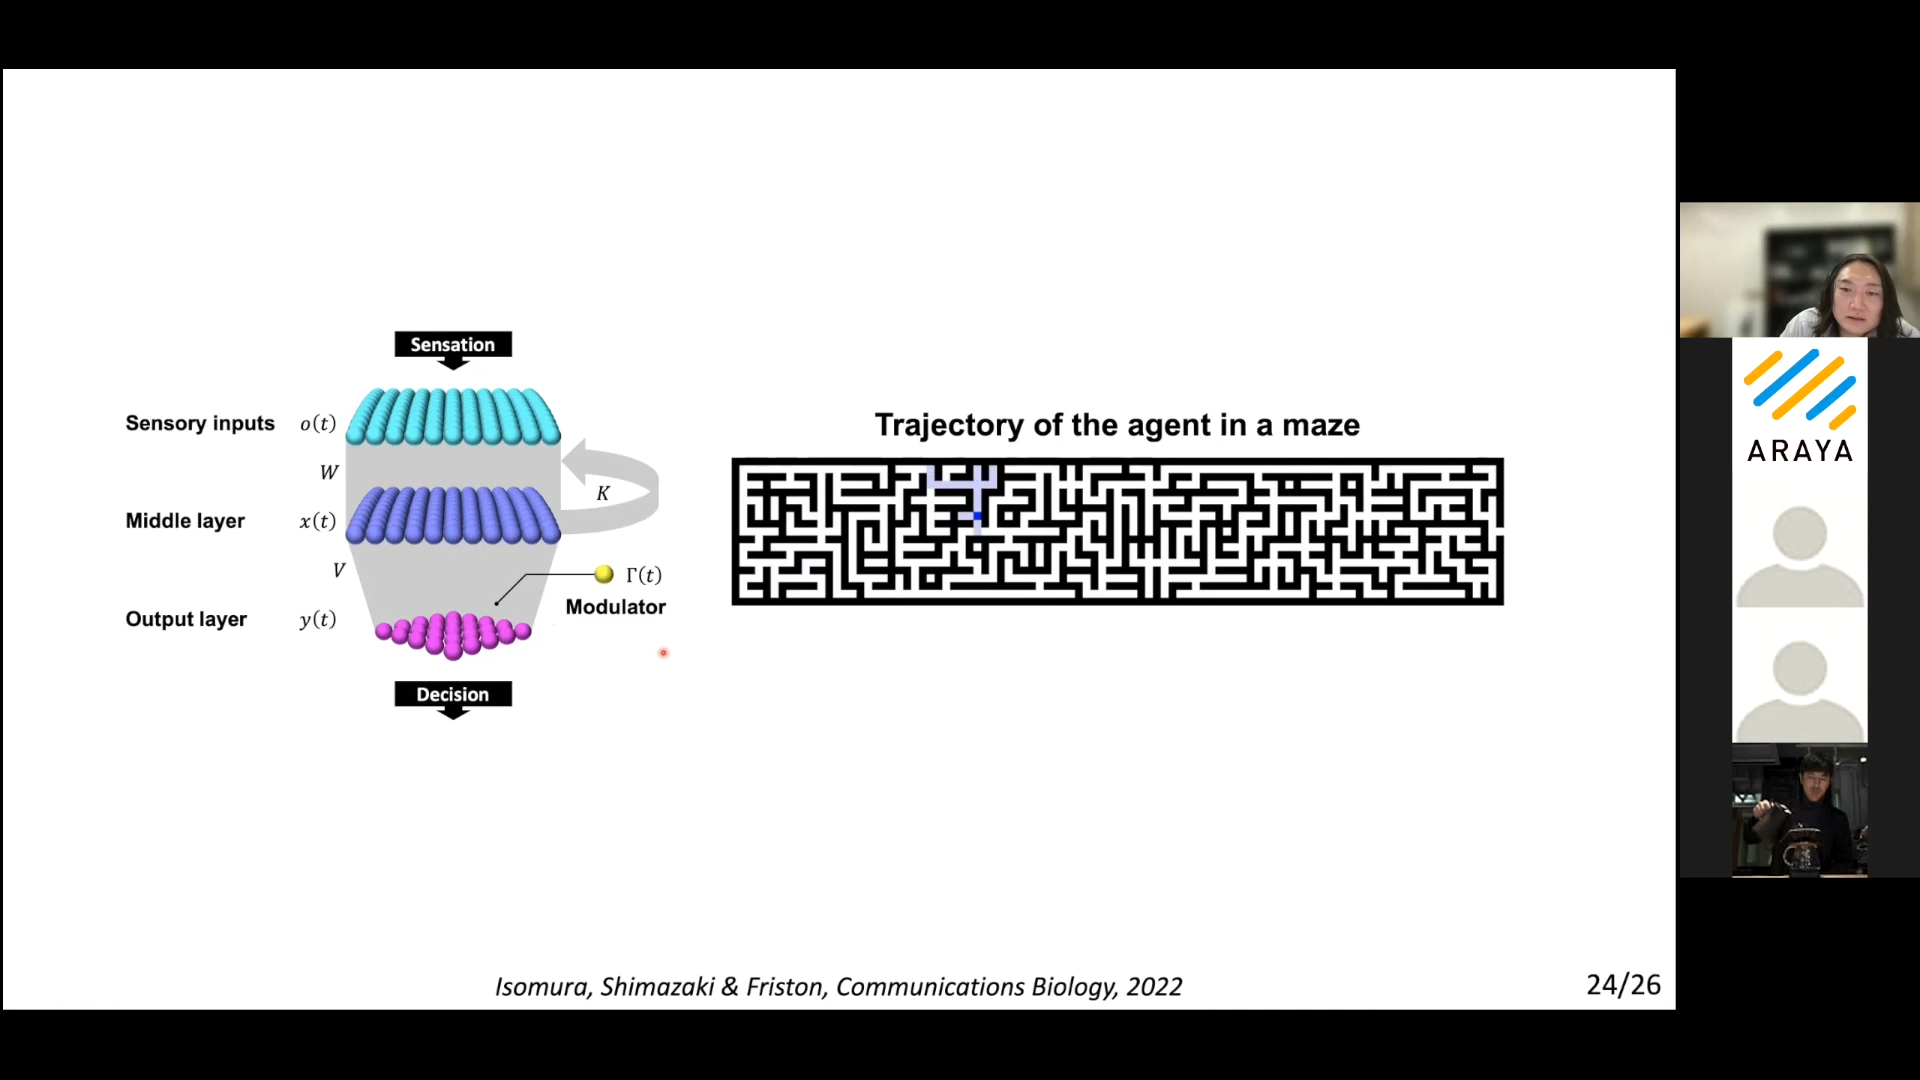 Sensation
Sensory inputs o(t)
W
K
Middle layer x(t)
V
Γ(t)
Modulator
Output layer y(t)
Decision
Trajectory of the agent in a maze
Isomura, Shimazaki & Friston, Communications Biology, 2022
24/26
ARAYA